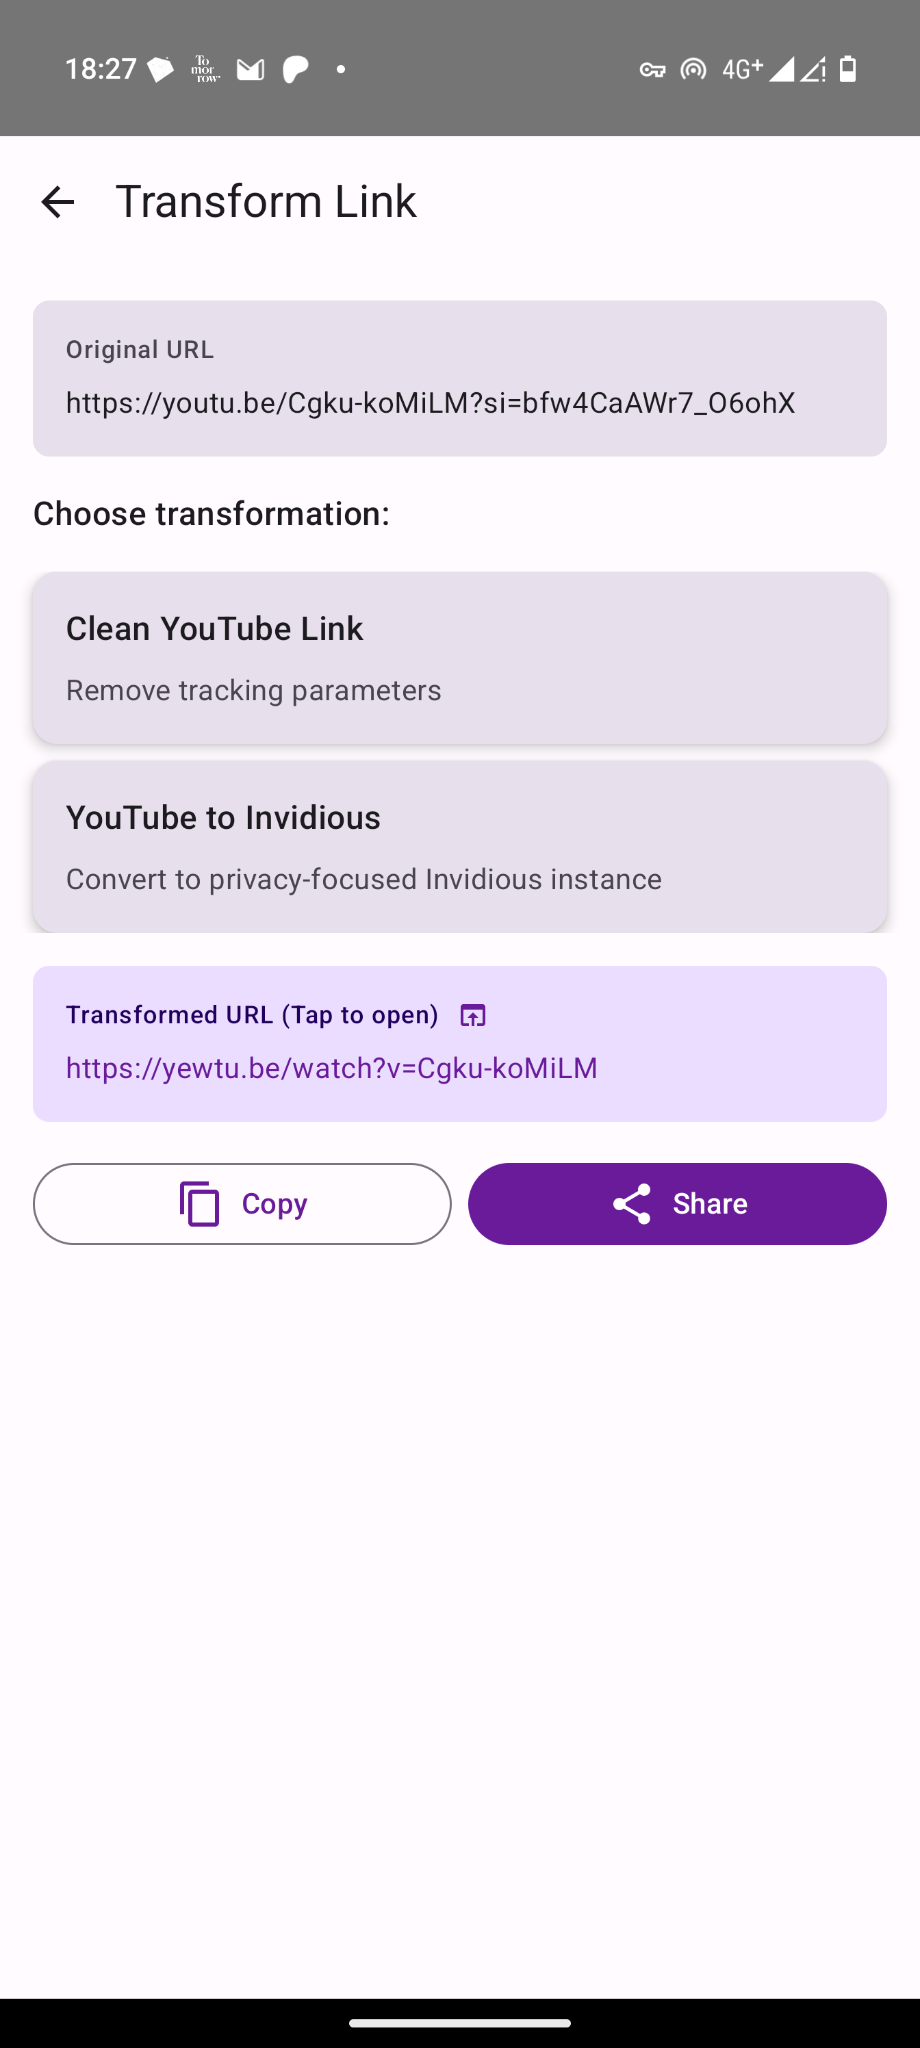 18:27 To mor row 4G+
Transform Link
Original URL
https://youtu.be/Cgku-koMiLM?si=bfw4CaAWr7_O6ohX
Choose transformation:
Clean YouTube Link
Remove tracking parameters
YouTube to Invidious
Convert to privacy-focused Invidious instance
Transformed URL (Tap to open)
https://yewtu.be/watch?v=Cgku-koMiLM
Copy
Share